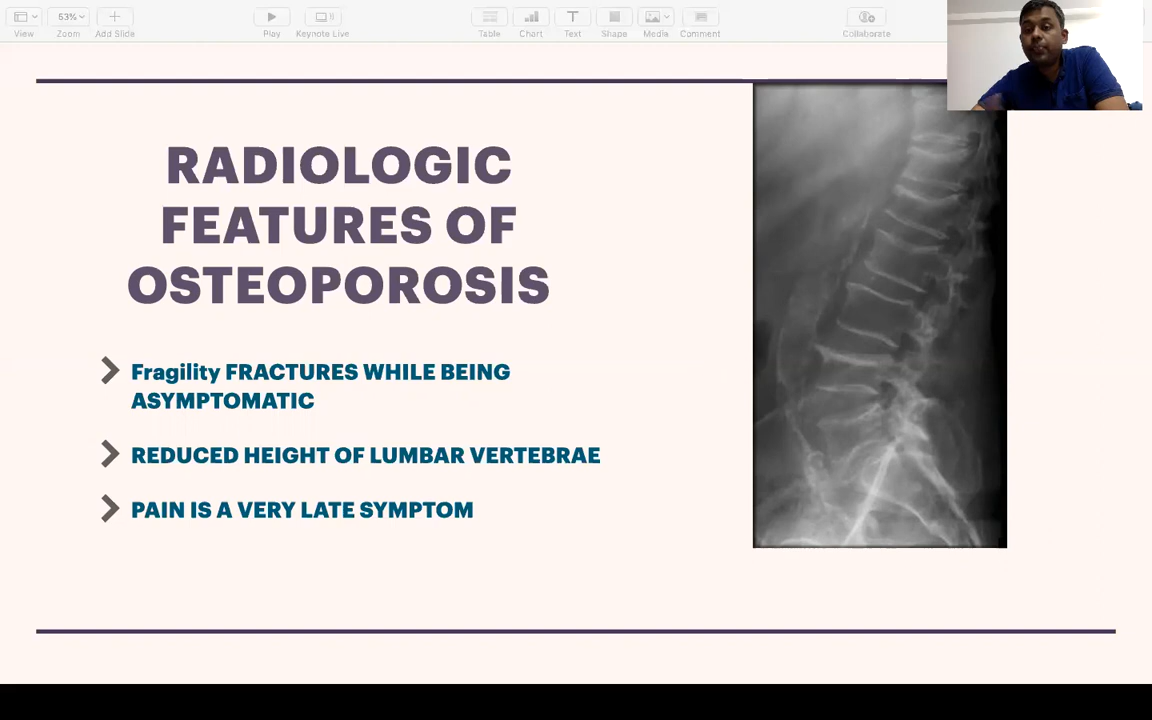 53%
View
Zoom
Add Slide
Play
Keynote Live
Table
Chart
Text
Shape
Media
Comment
Collaborate
RADIOLOGIC
FEATURES OF
OSTEOPOROSIS
Fragility FRACTURES WHILE BEING
ASYMPTOMATIC
REDUCED HEIGHT OF LUMBAR VERTEBRAE
PAIN IS A VERY LATE SYMPTOM